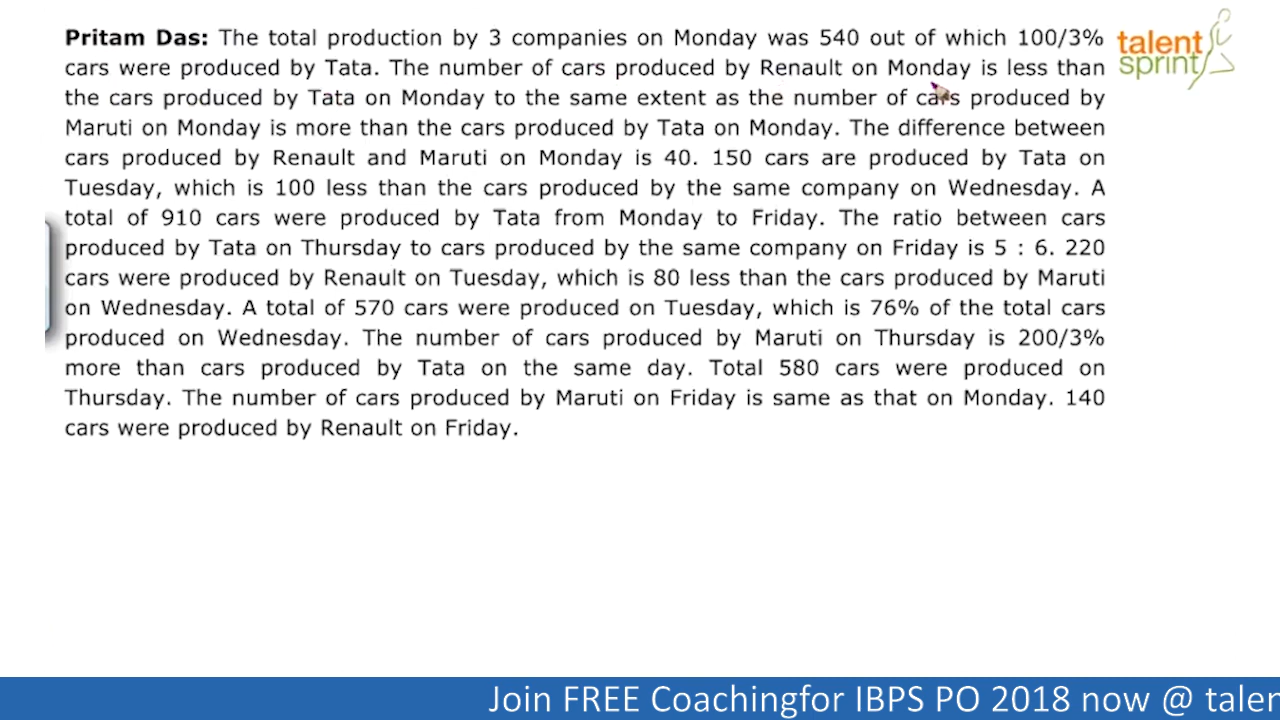 Pritam Das: The total production by 3 companies on Monday was 540 out of which 100/3%
cars were produced by Tata. The number of cars produced by Renault on Monday is less than
the cars produced by Tata on Monday to the same extent as the number of cars produced by
Maruti on Monday is more than the cars produced by Tata on Monday. The difference between
cars produced by Renault and Maruti on Monday is 40. 150 cars are produced by Tata on
Tuesday, which is 100 less than the cars produced by the same company on Wednesday. A
total of 910 cars were produced by Tata from Monday to Friday. The ratio between cars
produced by Tata on Thursday to cars produced by the same company on Friday is 5 : 6. 220
cars were produced by Renault on Tuesday, which is 80 less than the cars produced by Maruti
on Wednesday. A total of 570 cars were produced on Tuesday, which is 76% of the total cars
produced on Wednesday. The number of cars produced by Maruti on Thursday is 200/3%
more than cars produced by Tata on the same day. Total 580 cars were produced on
Thursday. The number of cars produced by Maruti on Friday is same as that on Monday. 140
cars were produced by Renault on Friday.
talent
sprint
Join FREE Coachingfor IBPS PO 2018 now @ taler